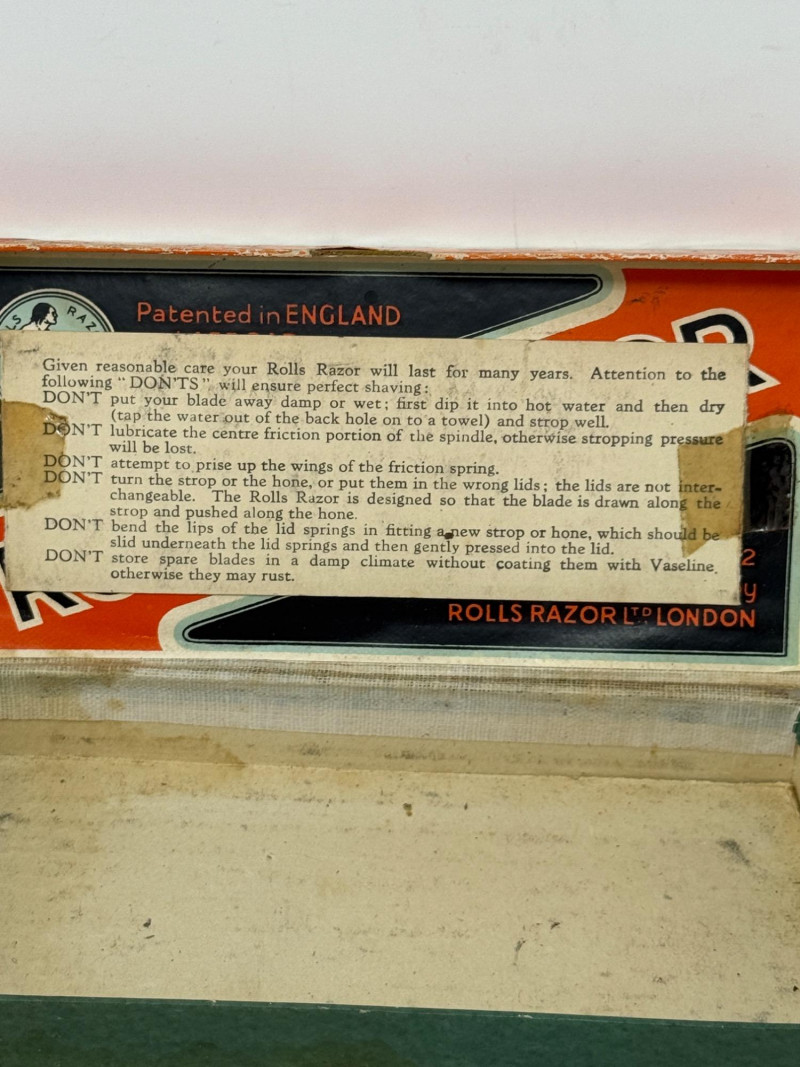 Patented in ENGLAND
Given reasonable care your Rolls Razor will last for many years. Attention to the
following "DON'TS" will ensure perfect shaving:
DON'T put your blade away damp or wet; first dip it into hot water and then dry
(tap the water out of the back hole on to a towel) and strop well.
DON'T lubricate the centre friction portion of the spindle, otherwise stropping pressure
will be lost.
DON'T attempt to prise up the wings of the friction spring.
DON'T turn the strop or the hone, or put them in the wrong lids; the lids are not inter-
changeable. The Rolls Razor is designed so that the blade is drawn along the
strop and pushed along the hone.
DON'T bend the lips of the lid springs in fitting a new strop or hone, which should be
slid underneath the lid springs and then gently pressed into the lid.
DON'T store spare blades in a damp climate without coating them with Vaseline
otherwise they may rust.
2
y
ROLLS RAZOR LTD LONDON